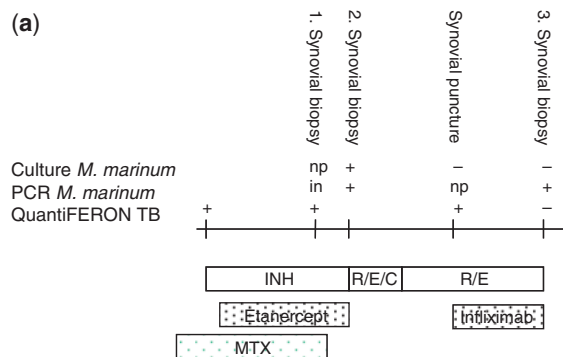 (a)
1. Synovial biopsy
2. Synovial biopsy
Synovial puncture
3. Synovial biopsy
Culture M. marinum np + – –
PCR M. marinum in + np +
QuantiFERON TB + + + –
INH R/E/C R/E
Etanercept Infliximab
MTX